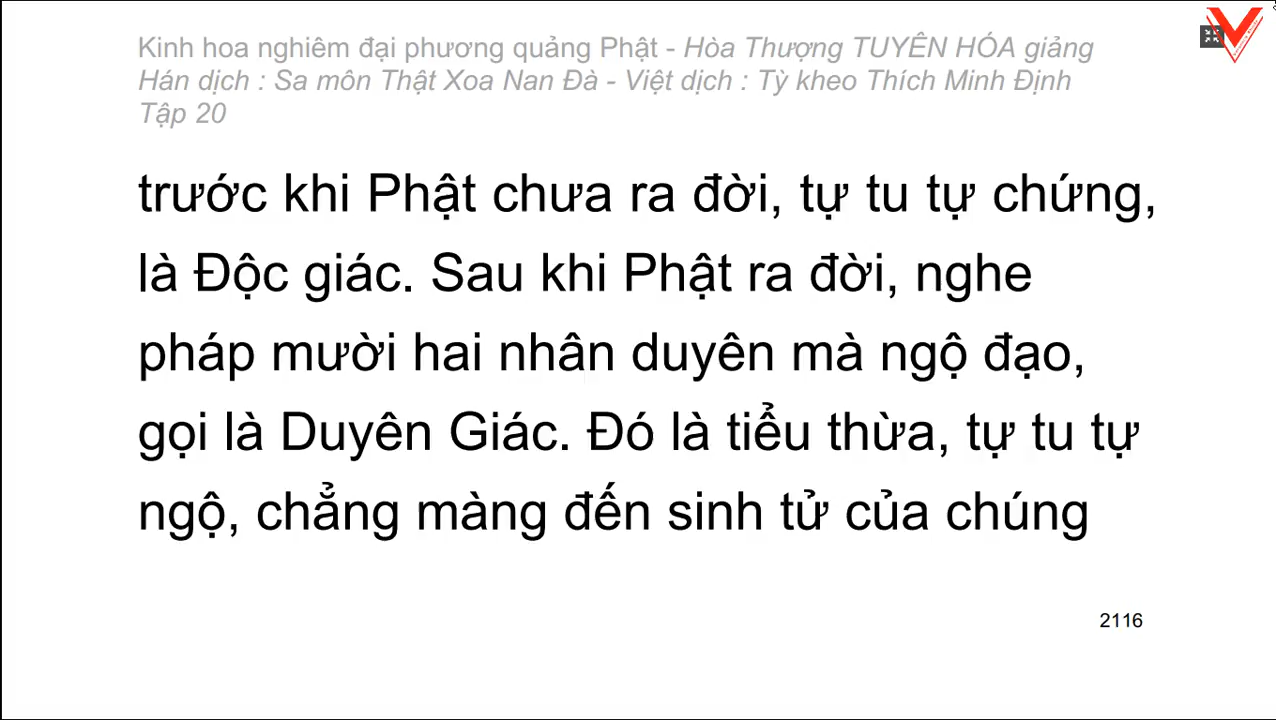 Kinh hoa nghiêm đại phương quảng Phật - Hòa Thượng TUYÊN HÓA giảng
Hán dịch : Sa môn Thật Xoa Nan Đà - Việt dịch : Tỳ kheo Thích Minh Định
Tập 20
trước khi Phật chưa ra đời, tự tu tự chứng,
là Độc giác. Sau khi Phật ra đời, nghe
pháp mười hai nhân duyên mà ngộ đạo,
gọi là Duyên Giác. Đó là tiểu thừa, tự tu tự
ngộ, chẳng màng đến sinh tử của chúng
2116